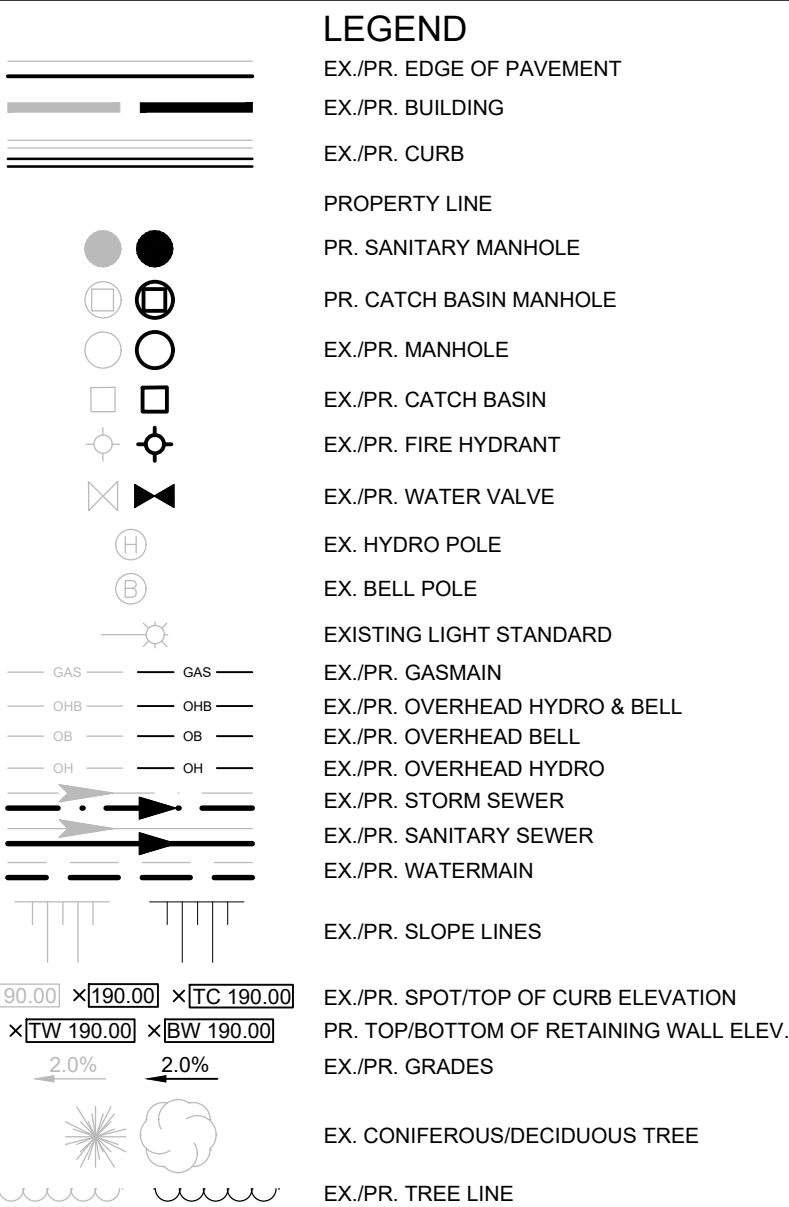 LEGEND
EX./PR. EDGE OF PAVEMENT
EX./PR. BUILDING
EX./PR. CURB
PROPERTY LINE
PR. SANITARY MANHOLE
PR. CATCH BASIN MANHOLE
EX./PR. MANHOLE
EX./PR. CATCH BASIN
EX./PR. FIRE HYDRANT
EX./PR. WATER VALVE
H EX. HYDRO POLE
B EX. BELL POLE
EXISTING LIGHT STANDARD
GAS GAS EX./PR. GASMAIN
OHB OHB EX./PR. OVERHEAD HYDRO & BELL
OB OB EX./PR. OVERHEAD BELL
OH OH EX./PR. OVERHEAD HYDRO
EX./PR. STORM SEWER
EX./PR. SANITARY SEWER
EX./PR. WATERMAIN
EX./PR. SLOPE LINES
90.00 ×190.00 ×TC 190.00 EX./PR. SPOT/TOP OF CURB ELEVATION
×TW 190.00 ×BW 190.00 PR. TOP/BOTTOM OF RETAINING WALL ELEV.
2.0% 2.0% EX./PR. GRADES
EX. CONIFEROUS/DECIDUOUS TREE
EX./PR. TREE LINE